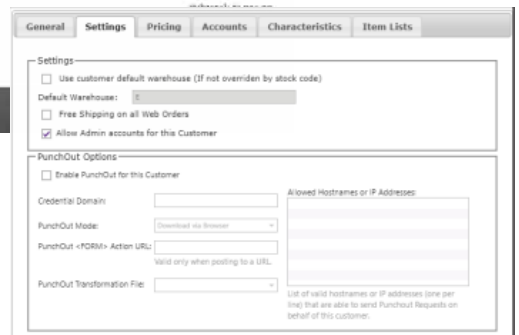 General Settings Pricing Accounts Characteristics Item Lists
Settings
Use customer default warehouse (If not overriden by stock code)
Default Warehouse: E
Free Shipping on all Web Orders
Allow Admin accounts for this Customer
PunchOut Options
Enable PunchOut for this Customer
Allowed Hostnames or IP Addresses:
Credential Domain:
PunchOut Mode: Download via Browser
PunchOut <FORM> Action URL:
Valid only when posting to a URL.
PunchOut Transformation File:
List of valid hostnames or IP addresses (one per
line) that are able to send Punchout Requests on
behalf of this customer.